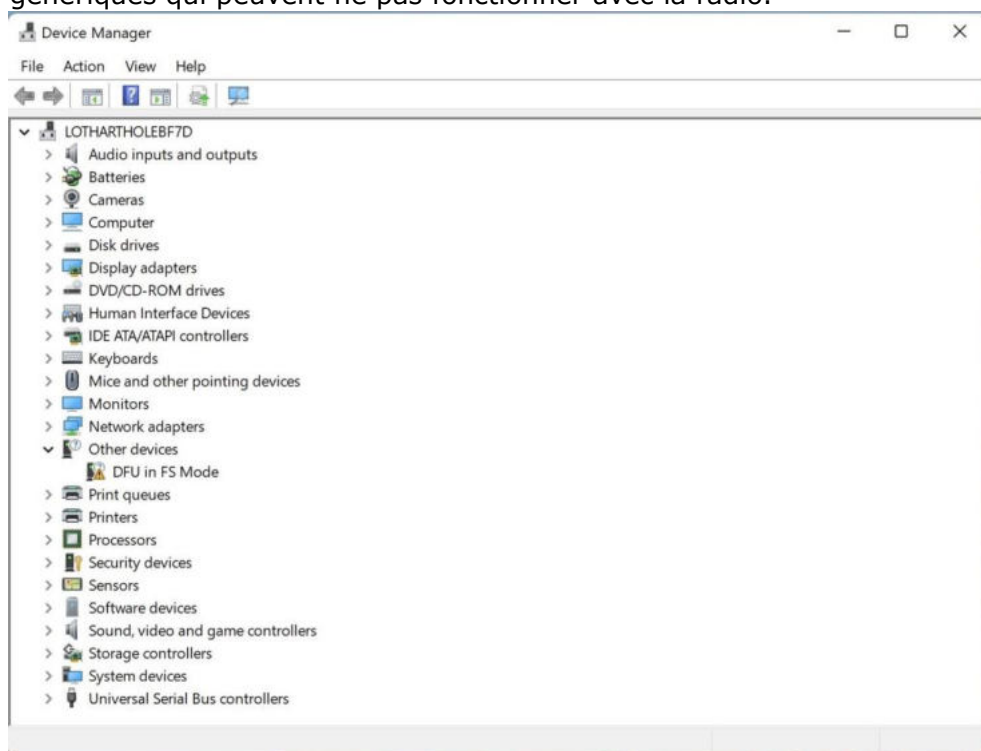 génériques qui peuvent ne pas fonctionner avec la radio.
Device Manager
File Action View Help
LOTHARTHOLEBF7D
Audio inputs and outputs
Batteries
Cameras
Computer
Disk drives
Display adapters
DVD/CD-ROM drives
Human Interface Devices
IDE ATA/ATAPI controllers
Keyboards
Mice and other pointing devices
Monitors
Network adapters
Other devices
DFU in FS Mode
Print queues
Printers
Processors
Security devices
Sensors
Software devices
Sound, video and game controllers
Storage controllers
System devices
Universal Serial Bus controllers